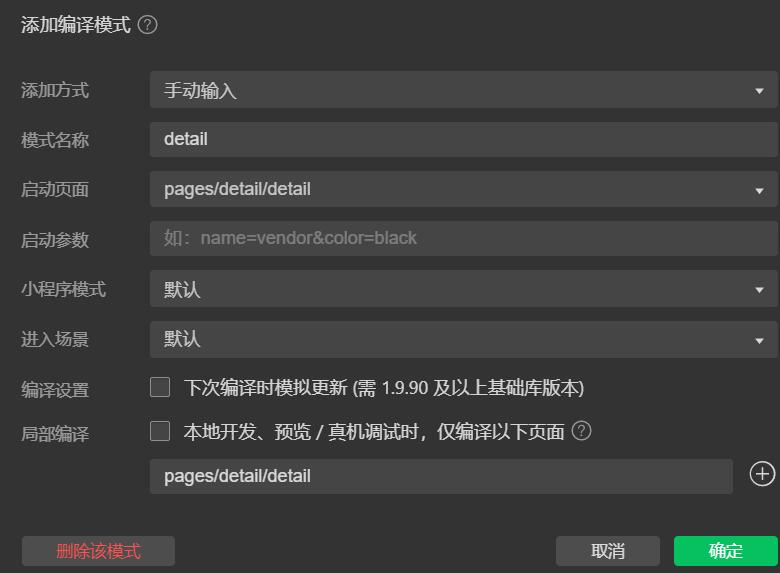 添加编译模式 ?
添加方式 手动输入
模式名称 detail
启动页面 pages/detail/detail
启动参数 如：name=vendor&color=black
小程序模式 默认
进入场景 默认
编译设置 下次编译时模拟更新 (需 1.9.90 及以上基础库版本)
局部编译 本地开发、预览 / 真机调试时，仅编译以下页面 ?
pages/detail/detail
删除该模式 取消 确定